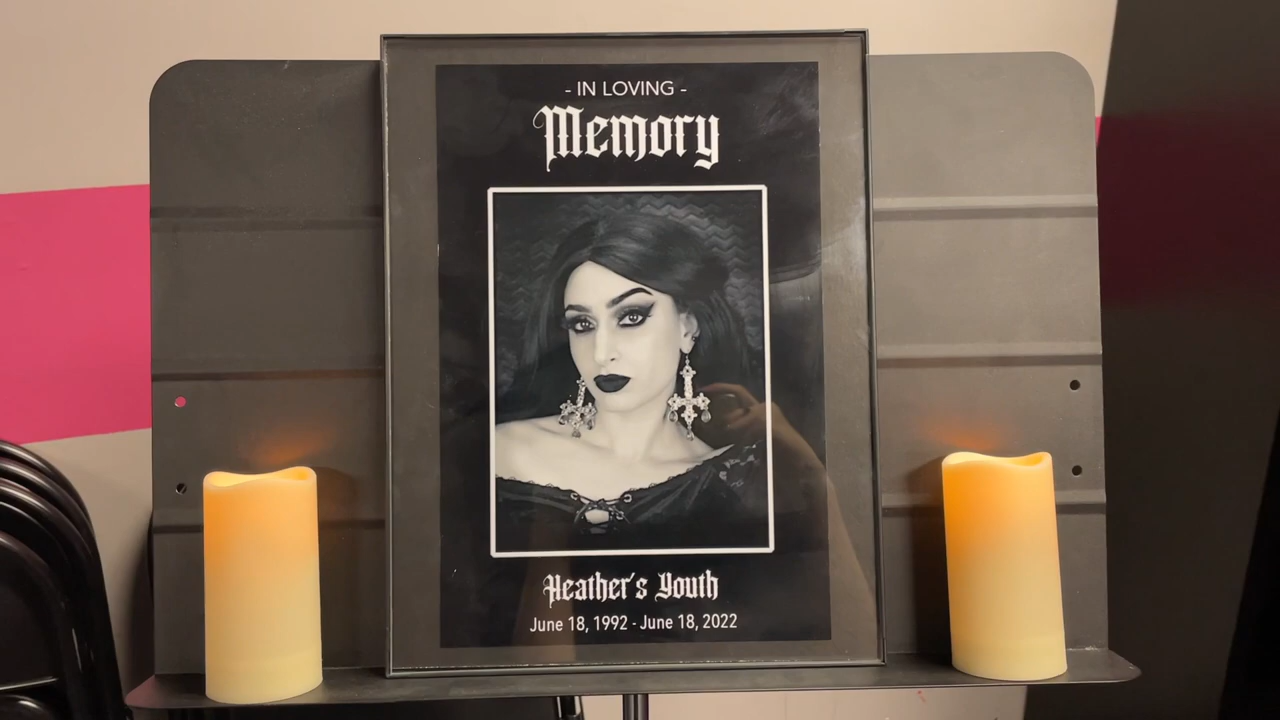 - IN LOVING -
Memory
Heather's Youth
June 18, 1992 - June 18, 2022